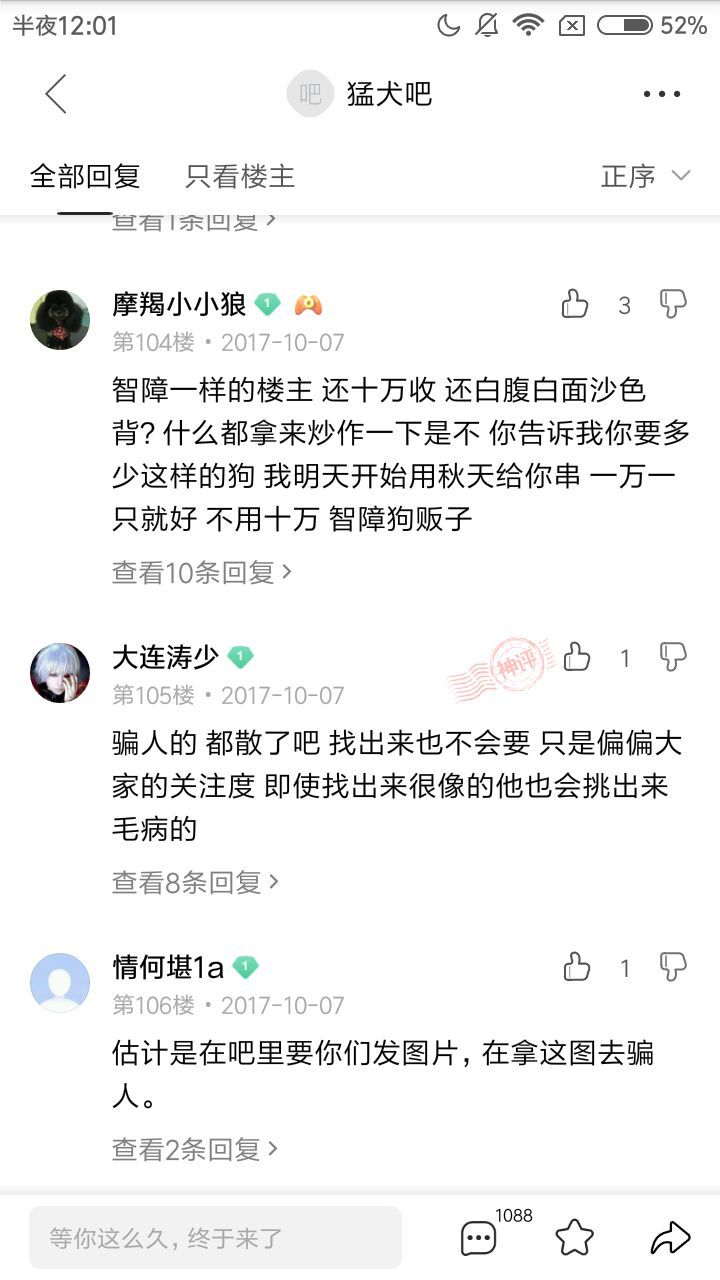 半夜12:01
52%
吧 猛犬吧
全部回复 只看楼主 正序
查看1条回复
摩羯小小狼 1
3
第104楼 • 2017-10-07
智障一样的楼主 还十万收 还白腹白面沙色
背? 什么都拿来炒作一下是不 你告诉我你要多
少这样的狗 我明天开始用秋天给你串 一万一
只就好 不用十万 智障狗贩子
查看10条回复
大连涛少 1
神评
1
第105楼 • 2017-10-07
骗人的 都散了吧 找出来也不会要 只是偏偏大
家的关注度 即使找出来很像的他也会挑出来
毛病的
查看8条回复
情何堪1a 1
1
第106楼 • 2017-10-07
估计是在吧里要你们发图片，在拿这图去骗
人。
查看2条回复
等你这么久，终于来了
1088